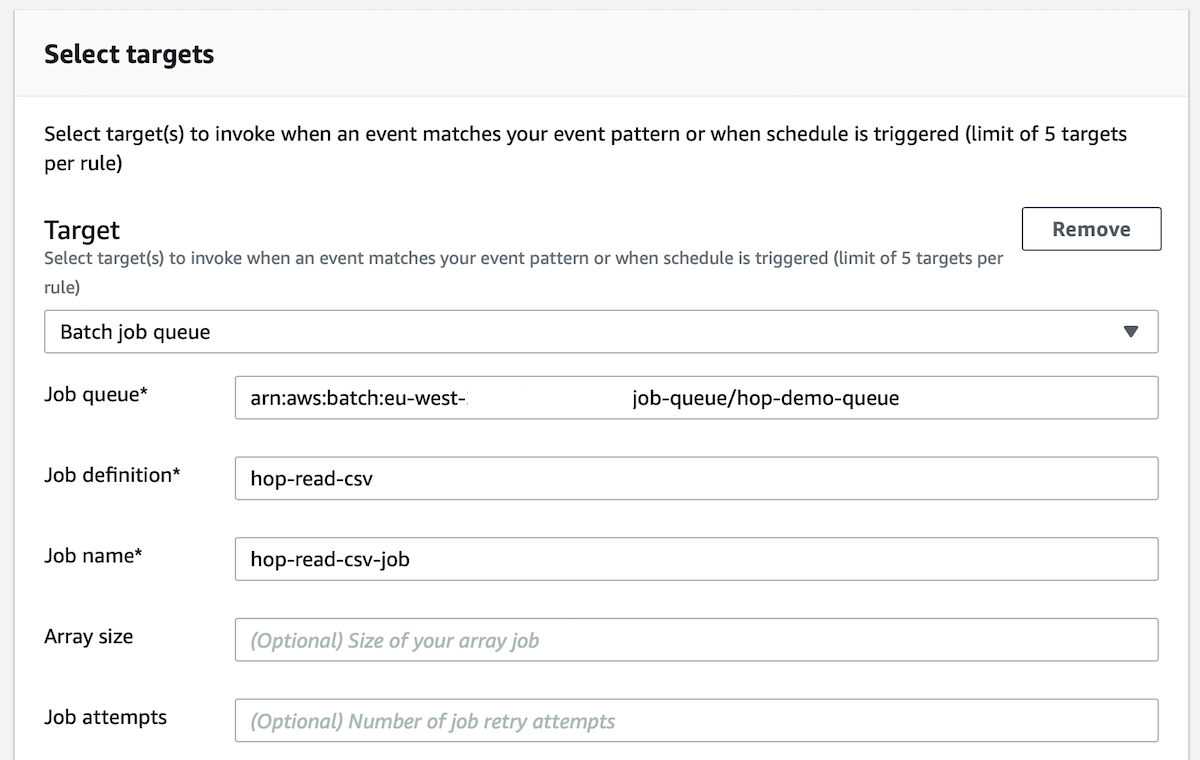 Select targets
Select target(s) to invoke when an event matches your event pattern or when schedule is triggered (limit of 5 targets
per rule)
Target
Remove
Select target(s) to invoke when an event matches your event pattern or when schedule is triggered (limit of 5 targets per
rule)
Batch job queue
Job queue*
arn:aws:batch:eu-west- job-queue/hop-demo-queue
Job definition*
hop-read-csv
Job name*
hop-read-csv-job
Array size
(Optional) Size of your array job
Job attempts
(Optional) Number of job retry attempts